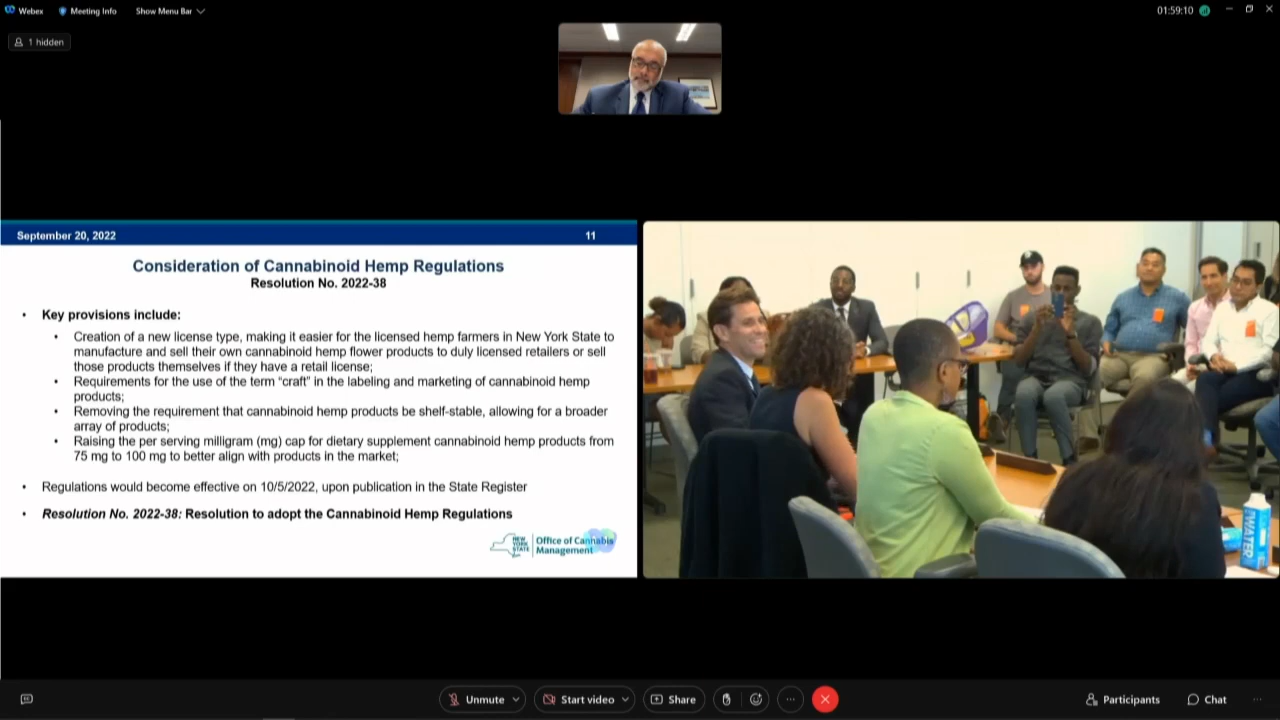 Webex
Meeting Info
Show Menu Bar
01:59:10
1 hidden
September 20, 2022
11
Consideration of Cannabinoid Hemp Regulations
Resolution No. 2022-38
• Key provisions include:
• Creation of a new license type, making it easier for the licensed hemp farmers in New York State to
manufacture and sell their own cannabinoid hemp flower products to duly licensed retailers or sell
those products themselves if they have a retail license;
• Requirements for the use of the term “craft” in the labeling and marketing of cannabinoid hemp
products;
• Removing the requirement that cannabinoid hemp products be shelf-stable, allowing for a broader
array of products;
• Raising the per serving milligram (mg) cap for dietary supplement cannabinoid hemp products from
75 mg to 100 mg to better align with products in the market;
• Regulations would become effective on 10/5/2022, upon publication in the State Register
• Resolution No. 2022-38: Resolution to adopt the Cannabinoid Hemp Regulations
NEW
YORK
STATE
Office of Cannabis
Management
WATER
Unmute
Start video
Share
Participants
Chat